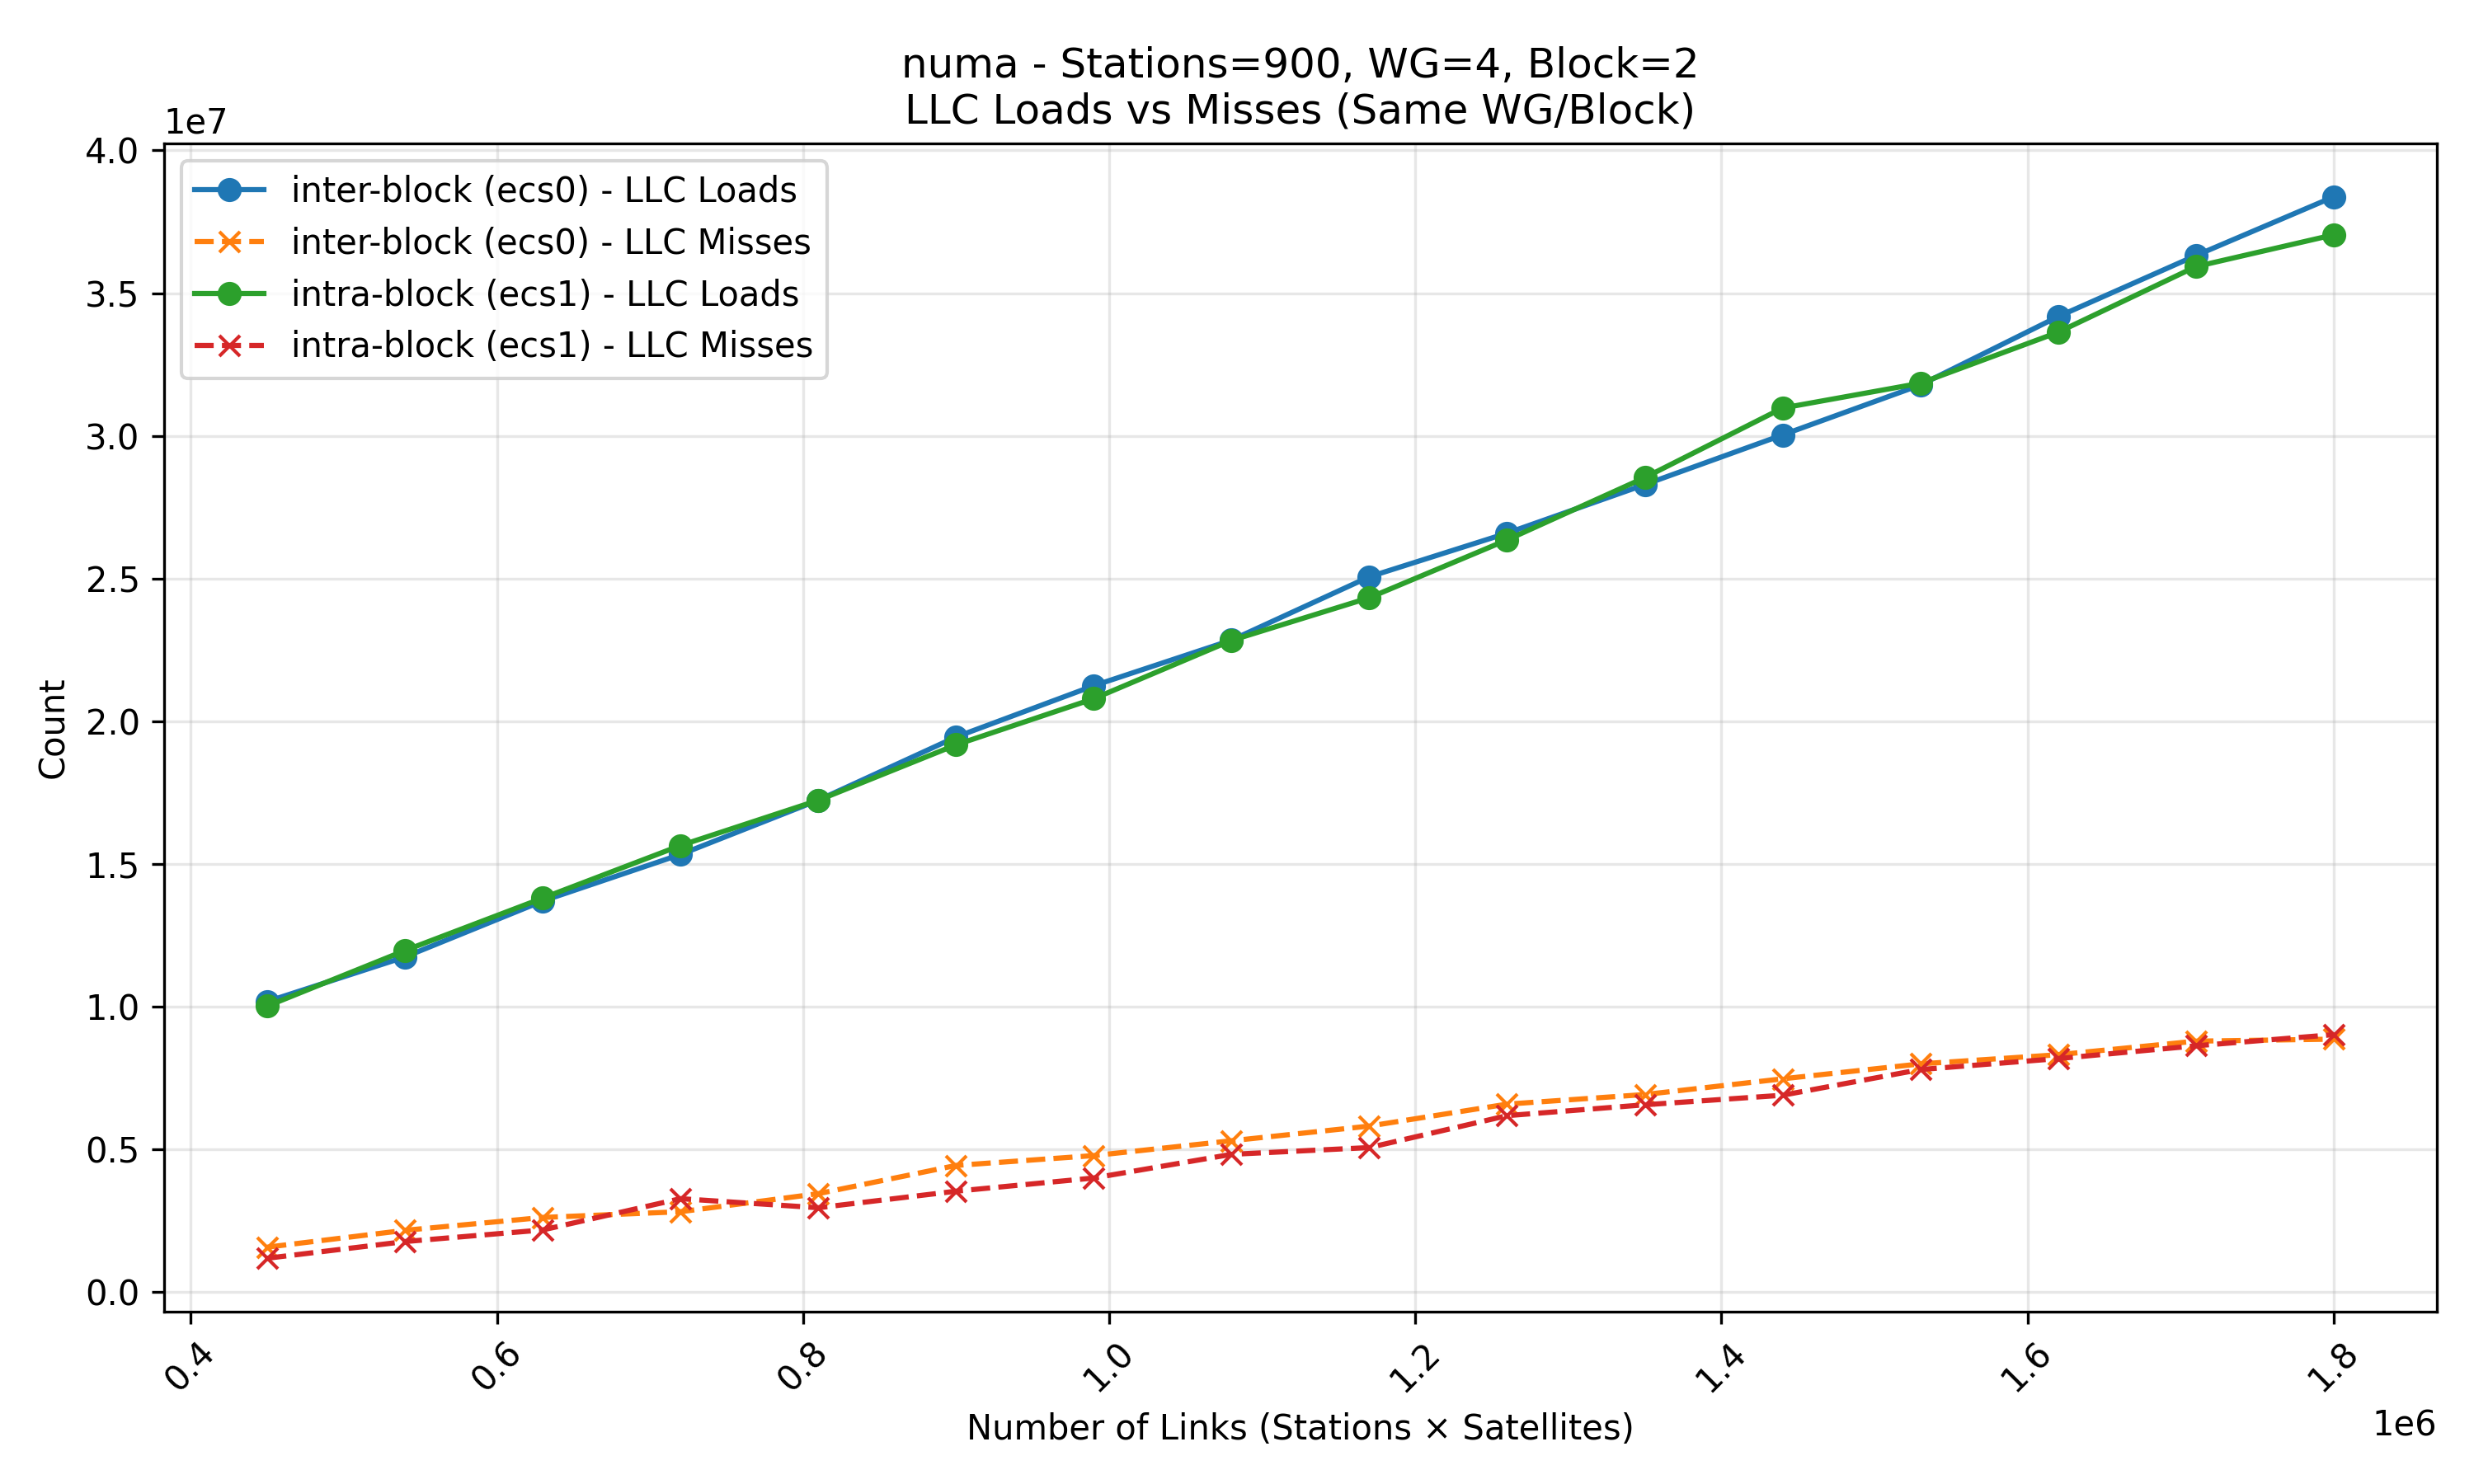 numa - Stations=900, WG=4, Block=2
LLC Loads vs Misses (Same WG/Block)
1e7
4.0
3.5
3.0
2.5
2.0
1.5
1.0
0.5
0.0
Count
inter-block (ecs0) - LLC Loads
inter-block (ecs0) - LLC Misses
intra-block (ecs1) - LLC Loads
intra-block (ecs1) - LLC Misses
0.4
0.6
0.8
1.0
1.2
1.4
1.6
1.8
1e6
Number of Links (Stations × Satellites)